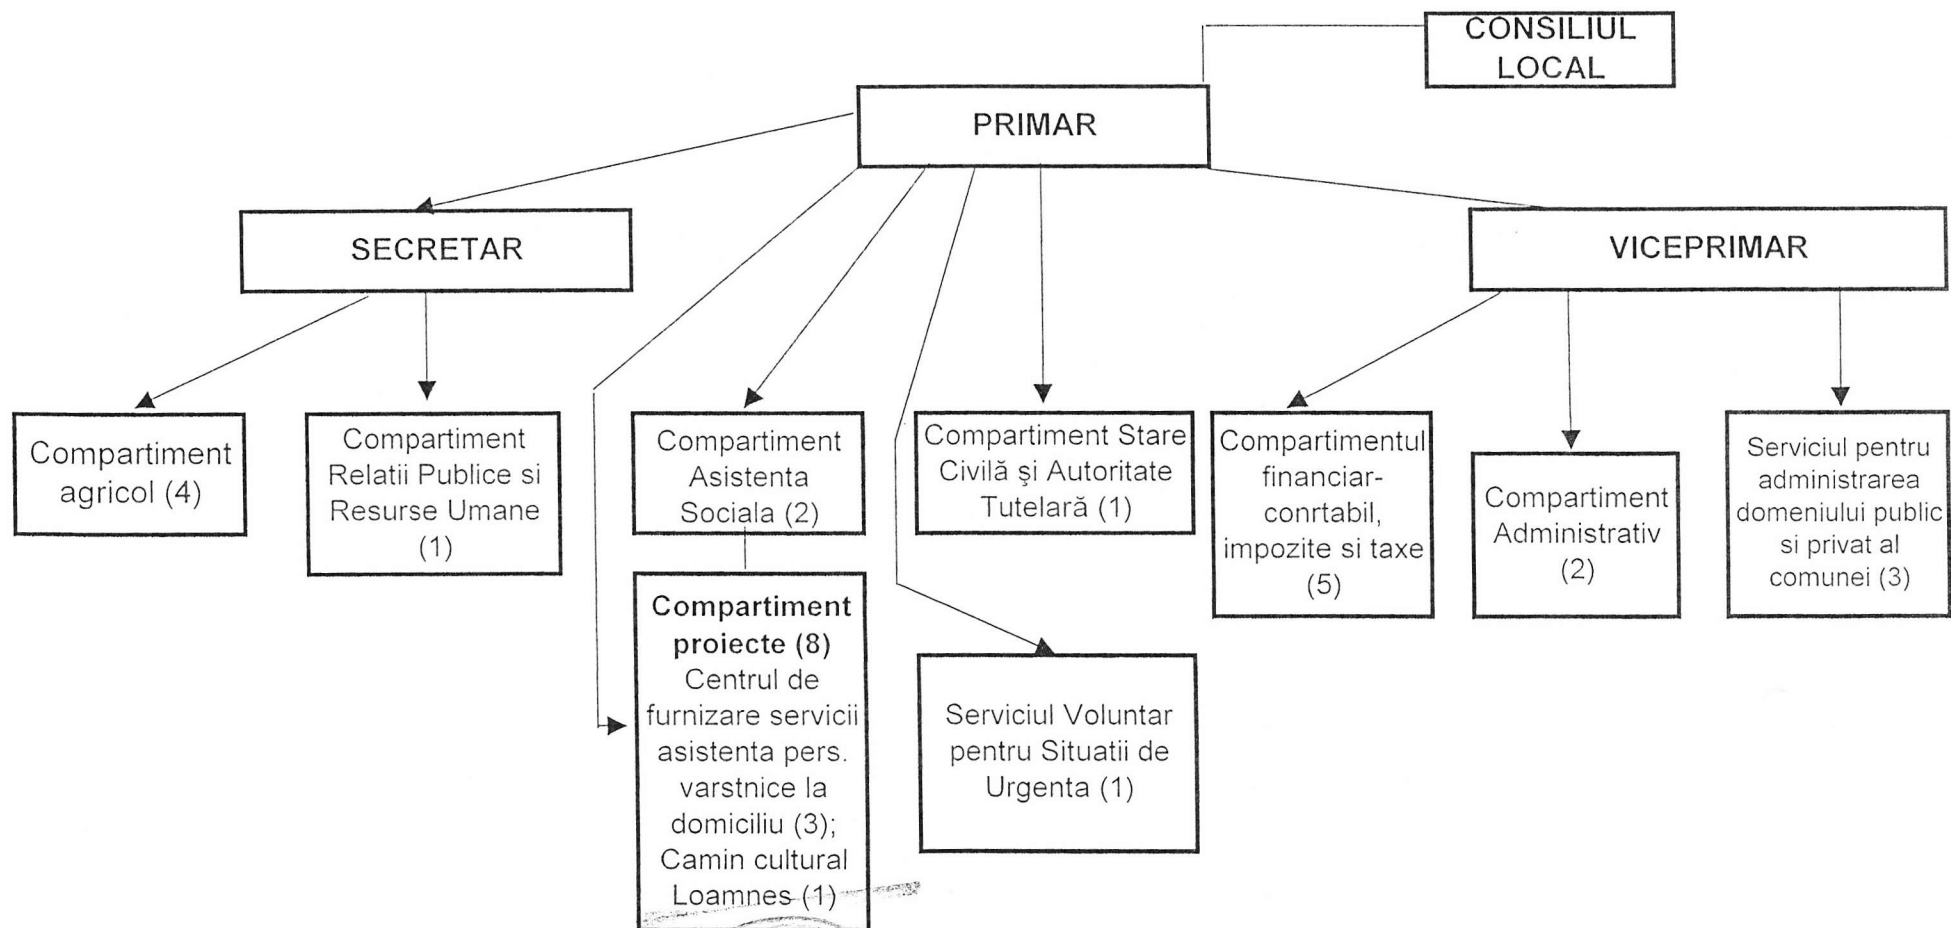 CONSILIUL
LOCAL
PRIMAR
SECRETAR
VICEPRIMAR
Compartiment
agricol (4)
Compartiment
Relatii Publice si
Resurse Umane
(1)
Compartiment
Asistenta
Sociala (2)
Compartiment Stare
Civilă şi Autoritate
Tutelară (1)
Compartimentul
financiar-
conrtabil,
impozite si taxe
(5)
Compartiment
Administrativ
(2)
Serviciul pentru
administrarea
domeniului public
si privat al
comunei (3)
Compartiment
proiecte (8)
Centrul de
furnizare servicii
asistenta pers.
varstnice la
domiciliu (3);
Camin cultural
Loamnes (1)
Serviciul Voluntar
pentru Situatii de
Urgenta (1)